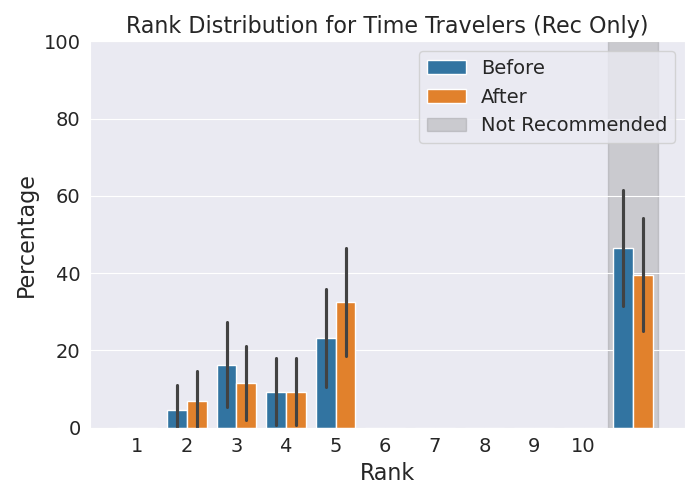 Rank Distribution for Time Travelers (Rec Only)
100
80
60
40
20
0
Percentage
Before
After
Not Recommended
1 2 3 4 5 6 7 8 9 10
Rank